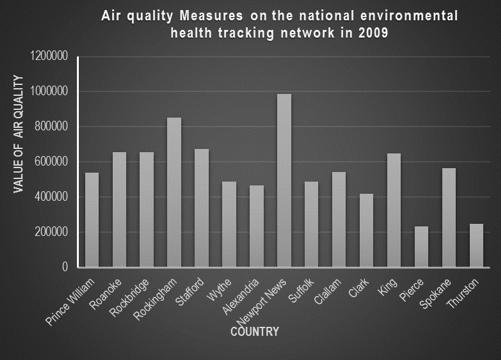 Air quality Measures on the national environmental
health tracking network in 2009
VALUE OF AIR QUALITY
1200000
1000000
800000
600000
400000
200000
0
Prince William
Roanoke
Rockbridge
Rockingham
Stafford
Wythe
Alexandria
Newport News
Suffolk
Clallam
Clark
King
Pierce
Spokane
Thurston
COUNTRY